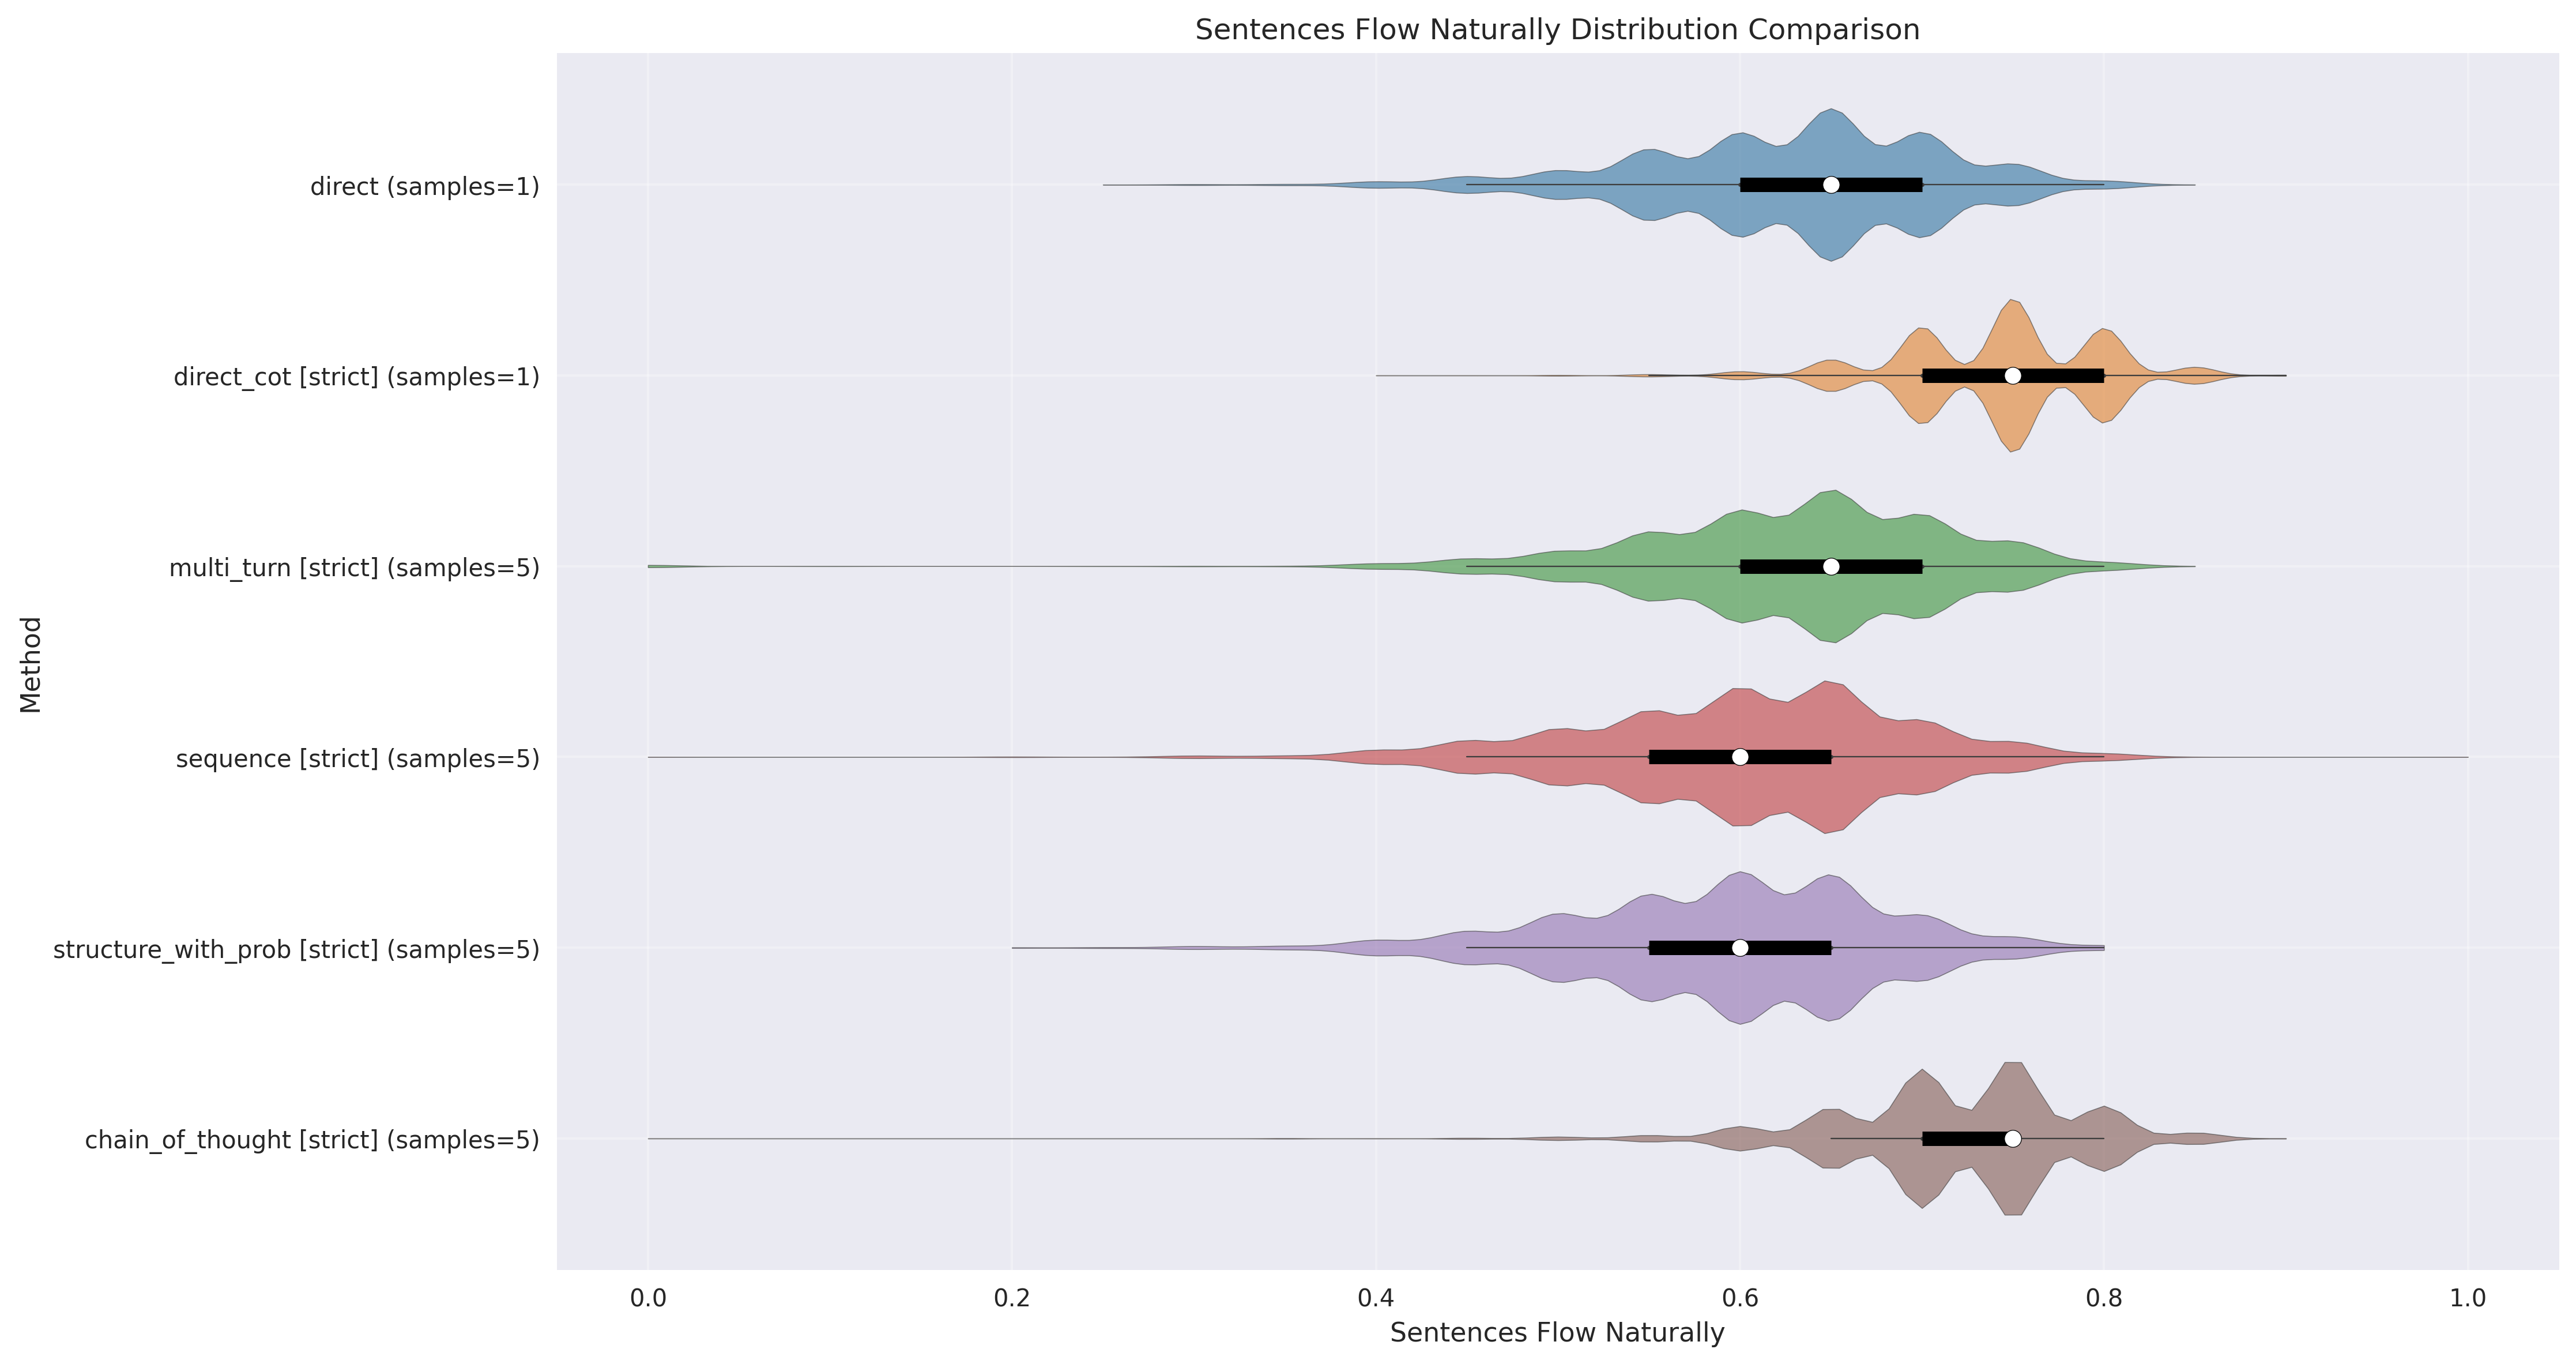 Sentences Flow Naturally Distribution Comparison
direct (samples=1)
direct_cot [strict] (samples=1)
multi_turn [strict] (samples=5)
sequence [strict] (samples=5)
structure_with_prob [strict] (samples=5)
chain_of_thought [strict] (samples=5)
Method
0.0 0.2 0.4 0.6 0.8 1.0
Sentences Flow Naturally